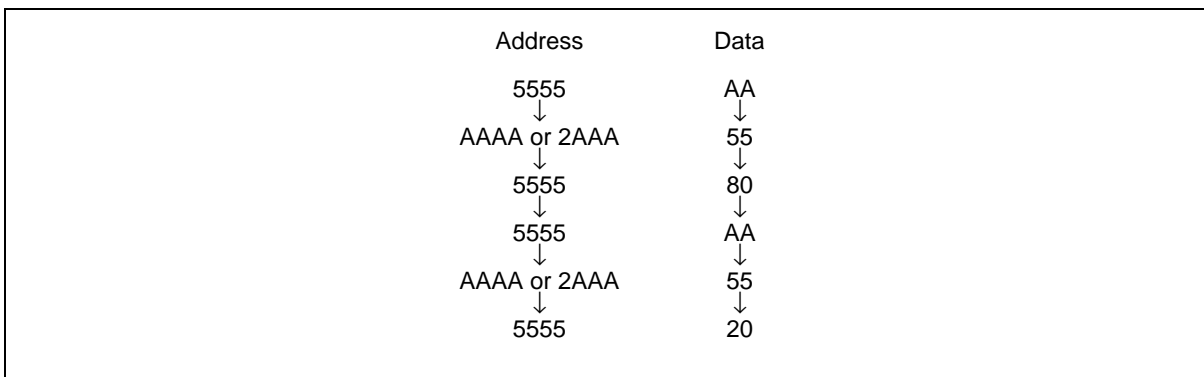 Address Data
5555 AA
↓ ↓
AAAA or 2AAA 55
↓ ↓
5555 80
↓ ↓
5555 AA
↓ ↓
AAAA or 2AAA 55
↓ ↓
5555 20